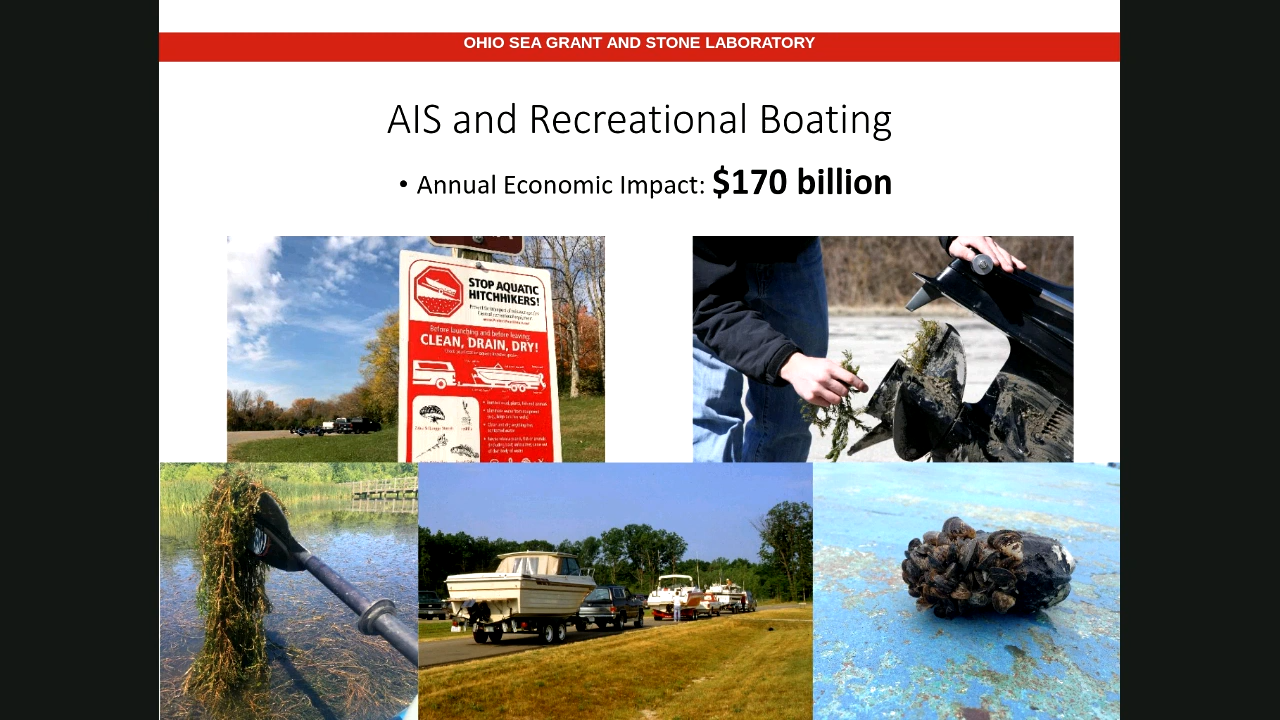 OHIO SEA GRANT AND STONE LABORATORY
AIS and Recreational Boating
• Annual Economic Impact: $170 billion
STOP AQUATIC
HITCHHIKERS!
Before launching and before leaving
CLEAN, DRAIN, DRY!